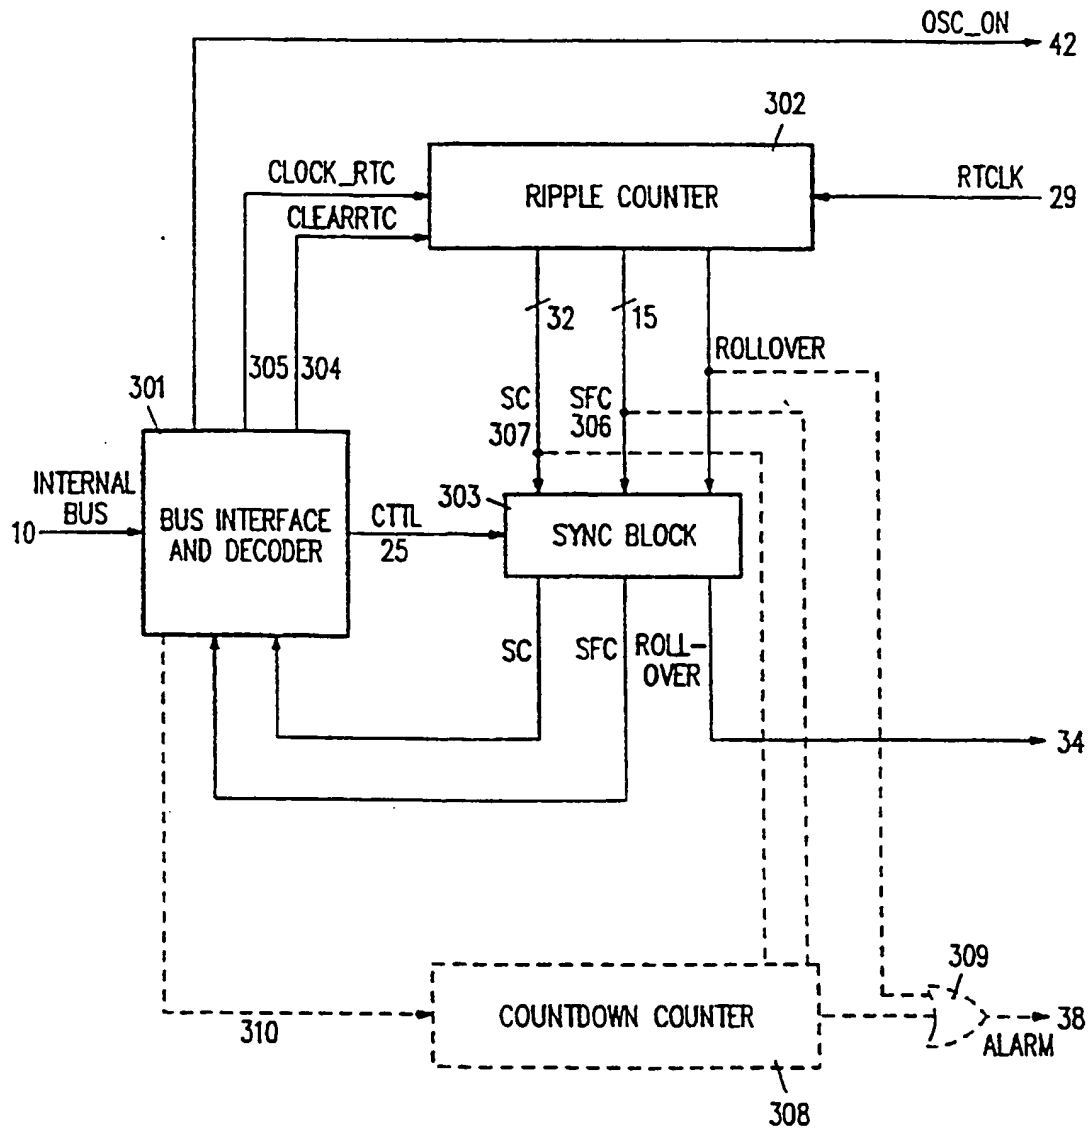 OSC_ON
42
302
CLOCK_RTC
RIPPLE COUNTER
RTCLK
29
CLEARRTC
32
15
305
304
ROLLOVER
301
SC
307
SFC
306
INTERNAL
BUS
10
303
BUS INTERFACE
AND DECODER
CTTL
25
SYNC BLOCK
SC
SFC
ROLL-
OVER
34
309
310
COUNTDOWN COUNTER
38
ALARM
308